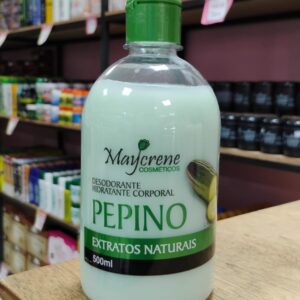 Maycrene
COSMÉTICOS
DESODORANTE
HIDRATANTE CORPORAL
PEPINO
EXTRATOS NATURAIS
500ml